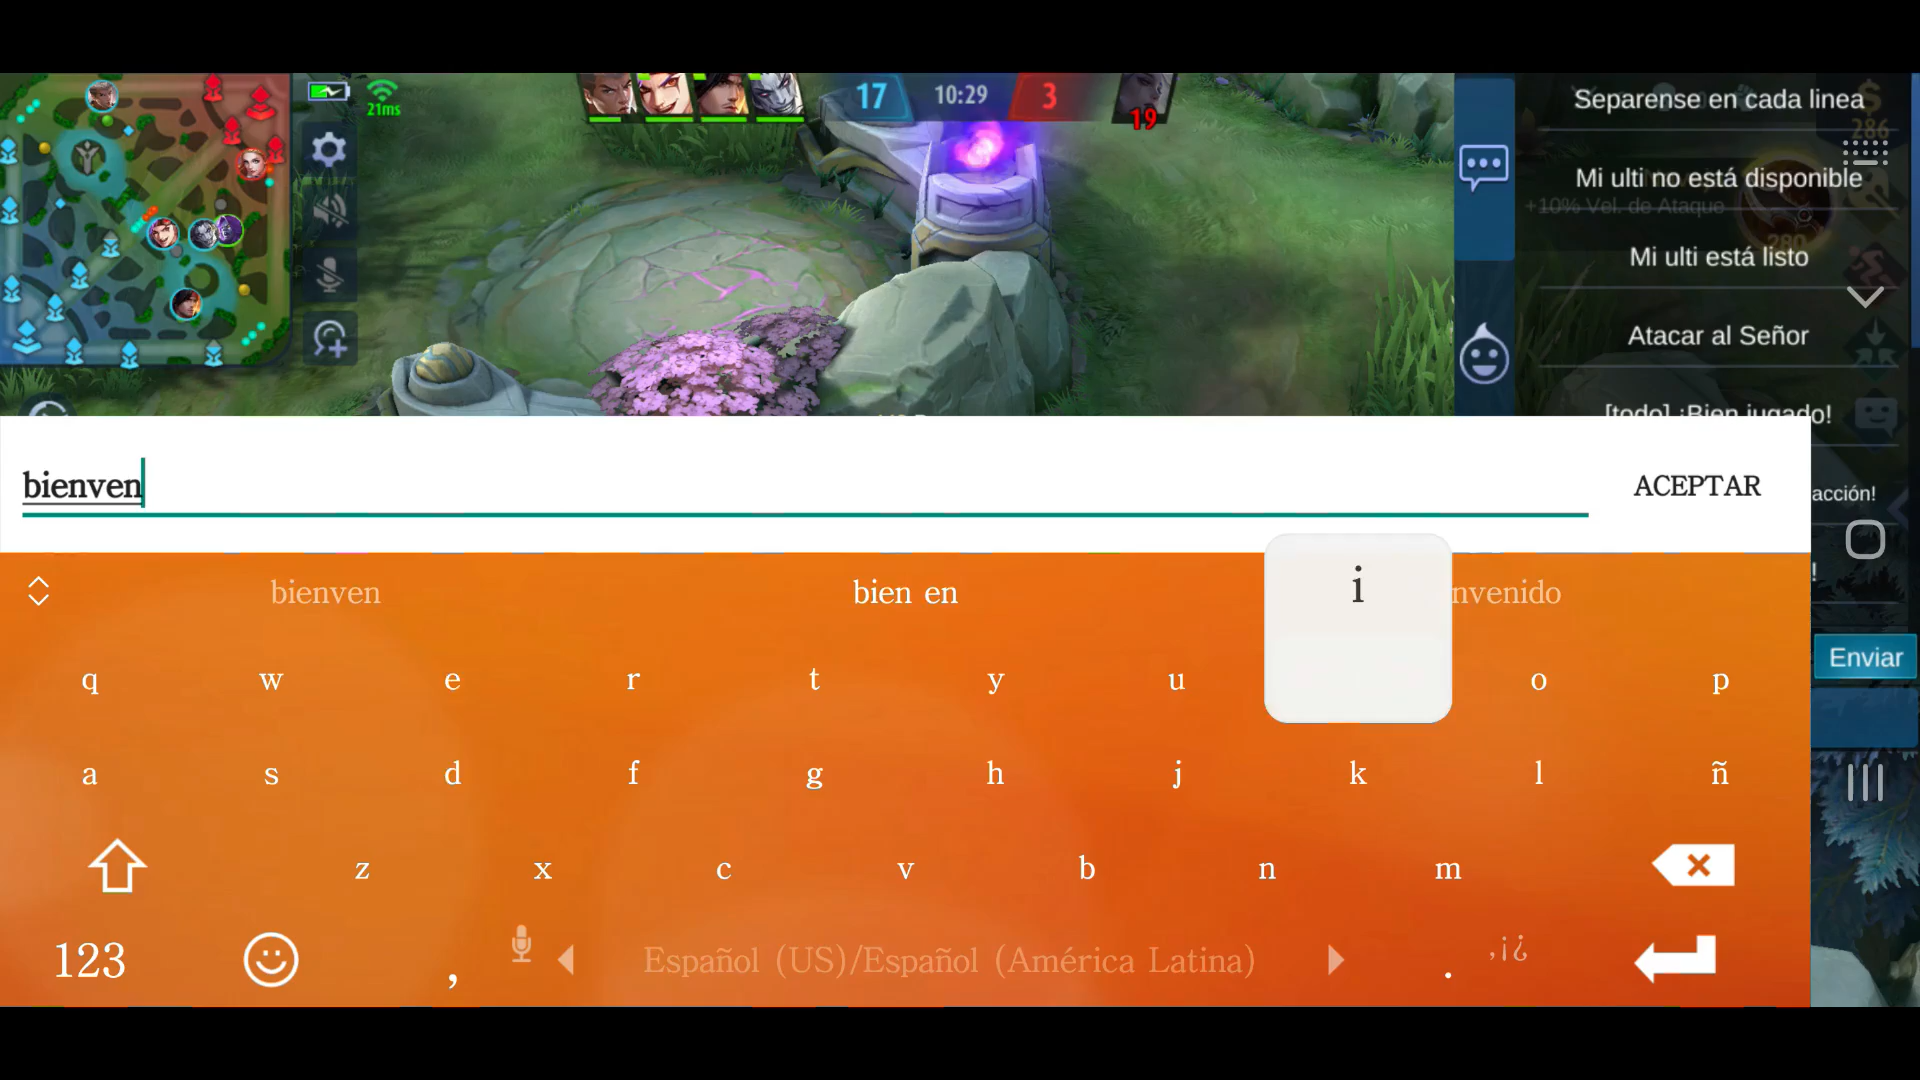 21ms
17
10:29
3
19
Separense en cada linea
286
Mi ulti no está disponible
+10% Vel. de Ataque
280
Mi ulti está listo
Atacar al Señor
[todo] ¡Bien jugado!
acción!
!
Enviar
bienven
ACEPTAR
bienven
bien en
nvenido
i
q w e r t y u o p
a s d f g h j k l ñ
z x c v b n m
123
,
Español (US)/Español (América Latina)
.
,¡¿